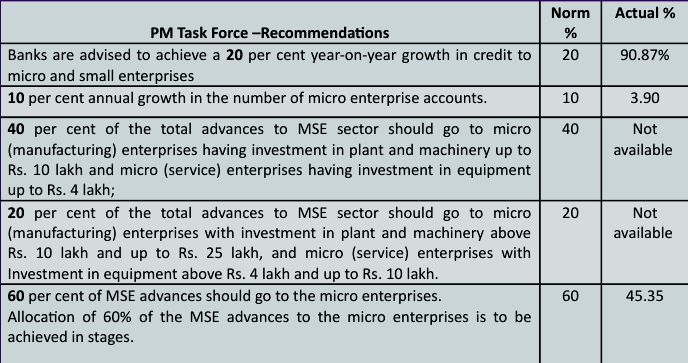 PM Task Force –Recommendations
Norm %
Actual %
Banks are advised to achieve a 20 per cent year-on-year growth in credit to
micro and small enterprises
20
90.87%
10 per cent annual growth in the number of micro enterprise accounts.
10
3.90
40 per cent of the total advances to MSE sector should go to micro
(manufacturing) enterprises having investment in plant and machinery up to
Rs. 10 lakh and micro (service) enterprises having investment in equipment
up to Rs. 4 lakh;
40
Not
available
20 per cent of the total advances to MSE sector should go to micro
(manufacturing) enterprises with investment in plant and machinery above
Rs. 10 lakh and up to Rs. 25 lakh, and micro (service) enterprises with
Investment in equipment above Rs. 4 lakh and up to Rs. 10 lakh.
20
Not
available
60 per cent of MSE advances should go to the micro enterprises.
Allocation of 60% of the MSE advances to the micro enterprises is to be
achieved in stages.
60
45.35